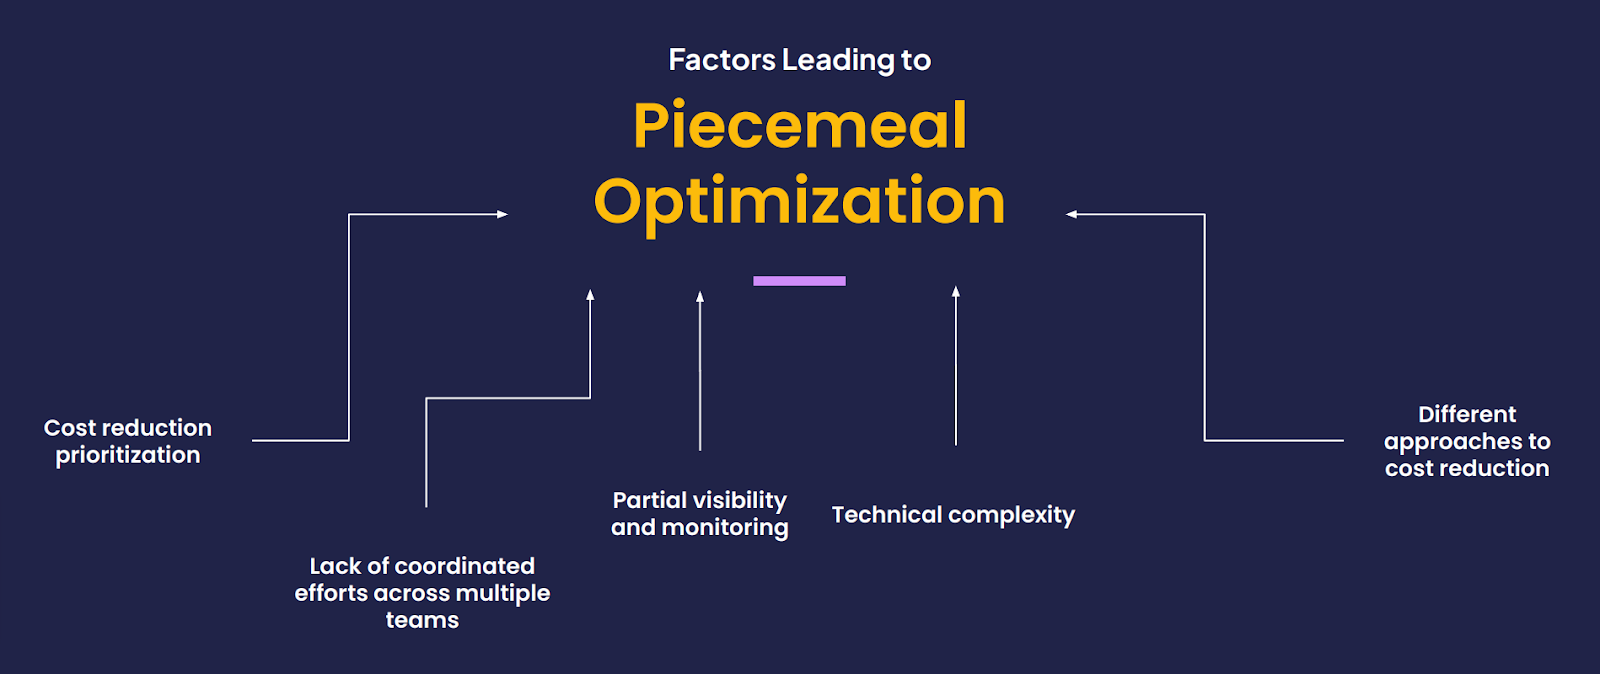 Factors Leading to
Piecemeal
Optimization
Cost reduction
prioritization
Lack of coordinated
efforts across multiple
teams
Partial visibility
and monitoring
Technical complexity
Different
approaches to
cost reduction